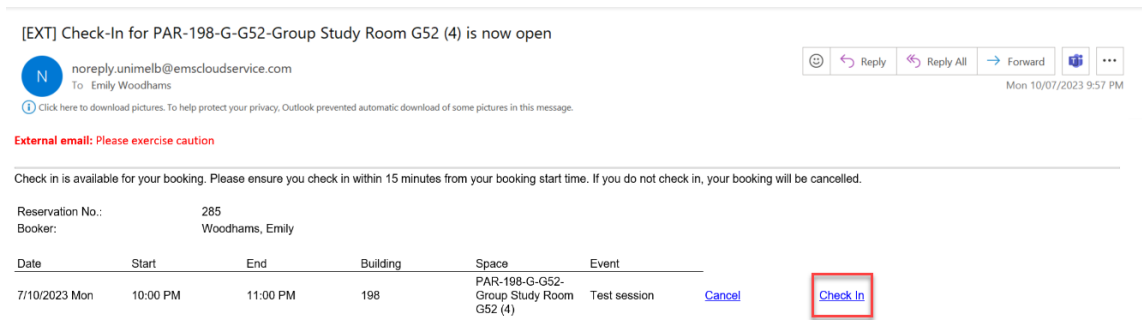 [EXT] Check-In for PAR-198-G-G52-Group Study Room G52 (4) is now open
N
noreply.unimelb@emscloudservice.com
To Emily Woodhams
Reply
Reply All
Forward
Mon 10/07/2023 9:57 PM
Click here to download pictures. To help protect your privacy, Outlook prevented automatic download of some pictures in this message.
External email: Please exercise caution
Check in is available for your booking. Please ensure you check in within 15 minutes from your booking start time. If you do not check in, your booking will be cancelled.
Reservation No.: 285
Booker: Woodhams, Emily
Date Start End Building Space Event
7/10/2023 Mon 10:00 PM 11:00 PM 198 PAR-198-G-G52-
Group Study Room
G52 (4) Test session Cancel Check In